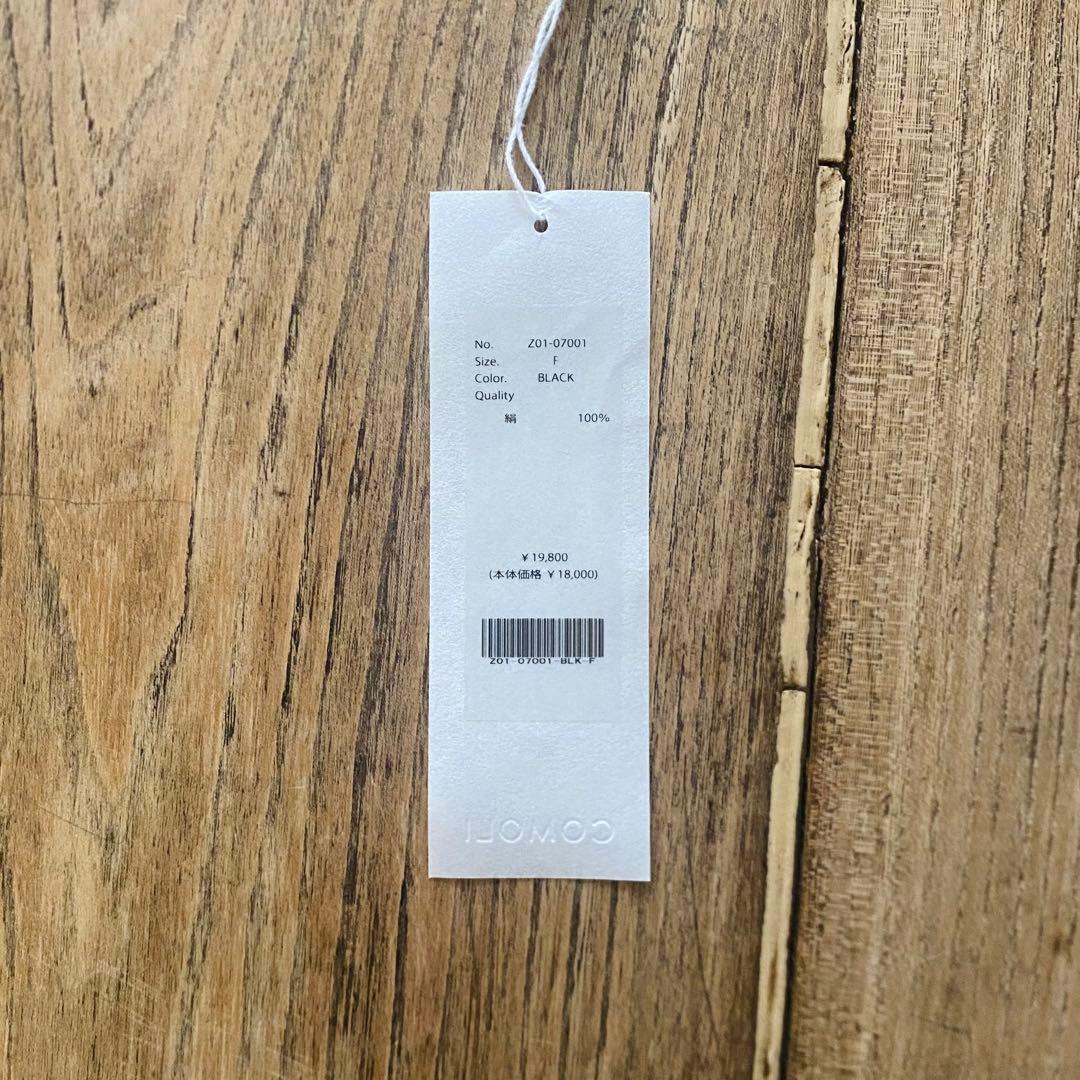 No. Z01-07001
Size. F
Color. BLACK
Quality
絹 100%
¥19,800
(本体価格 ¥18,000)
Z01-07001-BLK-F
COMOLI